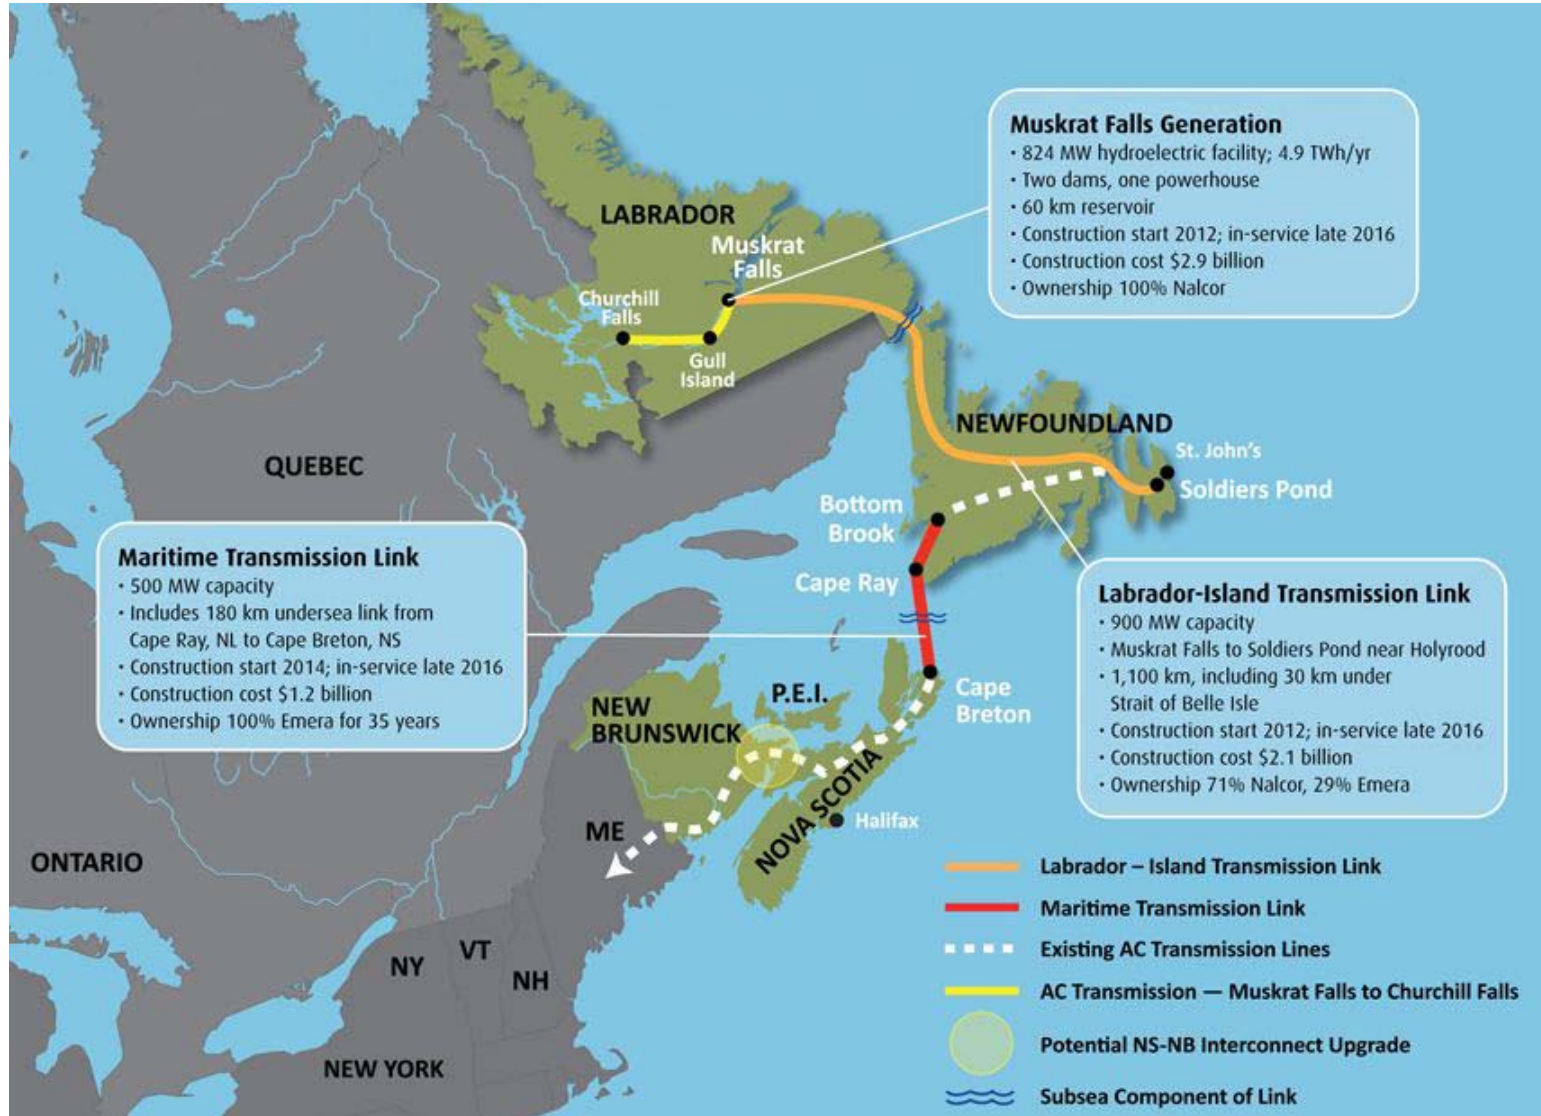 Muskrat Falls Generation
· 824 MW hydroelectric facility; 4.9 TWh/yr
· Two dams, one powerhouse
· 60 km reservoir
· Construction start 2012; in-service late 2016
· Construction cost $2.9 billion
· Ownership 100% Nalcor
LABRADOR
Muskrat
Falls
Churchill
Falls
Gull
Island
NEWFOUNDLAND
St. John's
Soldiers Pond
QUEBEC
Bottom
Brook
Cape Ray
Maritime Transmission Link
· 500 MW capacity
· Includes 180 km undersea link from
Cape Ray, NL to Cape Breton, NS
· Construction start 2014; in-service late 2016
· Construction cost $1.2 billion
· Ownership 100% Emera for 35 years
Labrador-Island Transmission Link
· 900 MW capacity
· Muskrat Falls to Soldiers Pond near Holyrood
· 1,100 km, including 30 km under
Strait of Belle Isle
· Construction start 2012; in-service late 2016
· Construction cost $2.1 billion
· Ownership 71% Nalcor, 29% Emera
P.E.I.
Cape
Breton
NEW
BRUNSWICK
NOVA SCOTIA
Halifax
ME
ONTARIO
NY
VT
NH
NEW YORK
Labrador – Island Transmission Link
Maritime Transmission Link
Existing AC Transmission Lines
AC Transmission — Muskrat Falls to Churchill Falls
Potential NS-NB Interconnect Upgrade
Subsea Component of Link